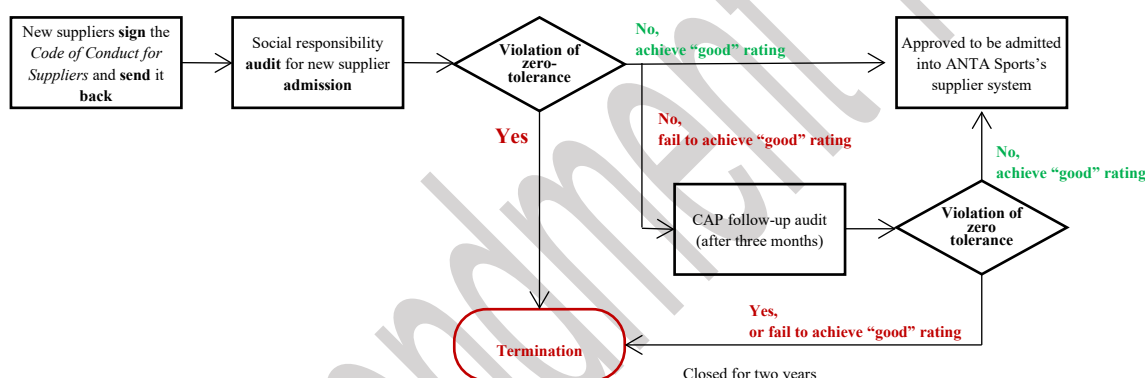 New suppliers sign the
Code of Conduct for
Suppliers and send it
back
Social responsibility
audit for new supplier
admission
Violation of
zero-
tolerance
No,
achieve “good” rating
Approved to be admitted
into ANTA Sports’s
supplier system
Yes
No,
fail to achieve “good” rating
No,
achieve “good” rating
CAP follow-up audit
(after three months)
Violation of
zero
tolerance
Yes,
or fail to achieve “good” rating
Termination
Closed for two years